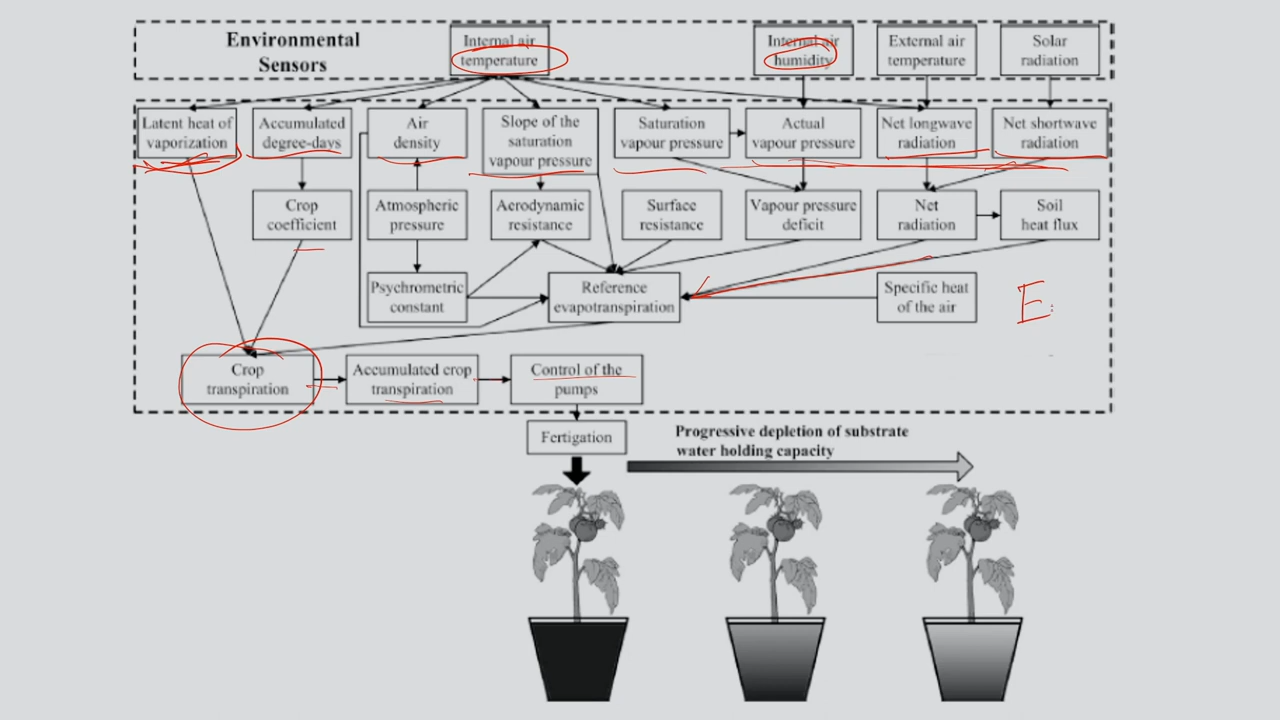 Environmental
Sensors
Internal air
temperature
Internal air
humidity
External air
temperature
Solar
radiation
Latent heat of
vaporization
Accumulated
degree-days
Air
density
Slope of the
saturation
vapour pressure
Saturation
vapour pressure
Actual
vapour pressure
Net longwave
radiation
Net shortwave
radiation
Crop
coefficient
Atmospheric
pressure
Aerodynamic
resistance
Surface
resistance
Vapour pressure
deficit
Net
radiation
Soil
heat flux
Psychrometric
constant
Reference
evapotranspiration
Specific heat
of the air
E
Crop
transpiration
Accumulated crop
transpiration
Control of the
pumps
Fertigation
Progressive depletion of substrate
water holding capacity